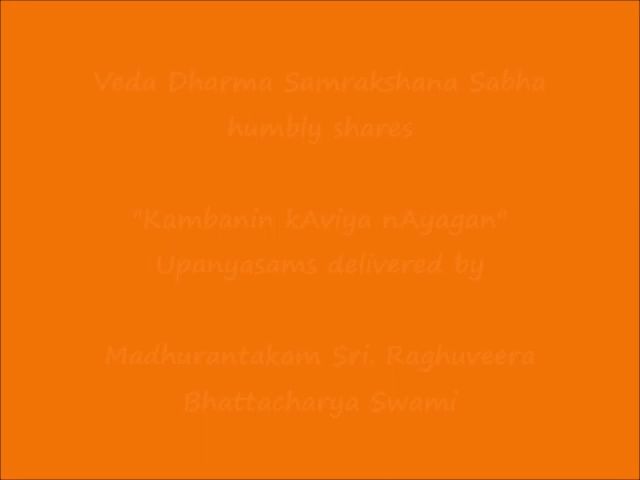 Veda Dharma Samrakshana Sabha
humbly shares
"Kambanin kAviya nAyagan"
Upanyasams delivered by
Madhurantakam Sri. Raghuveera
Bhattacharya Swami